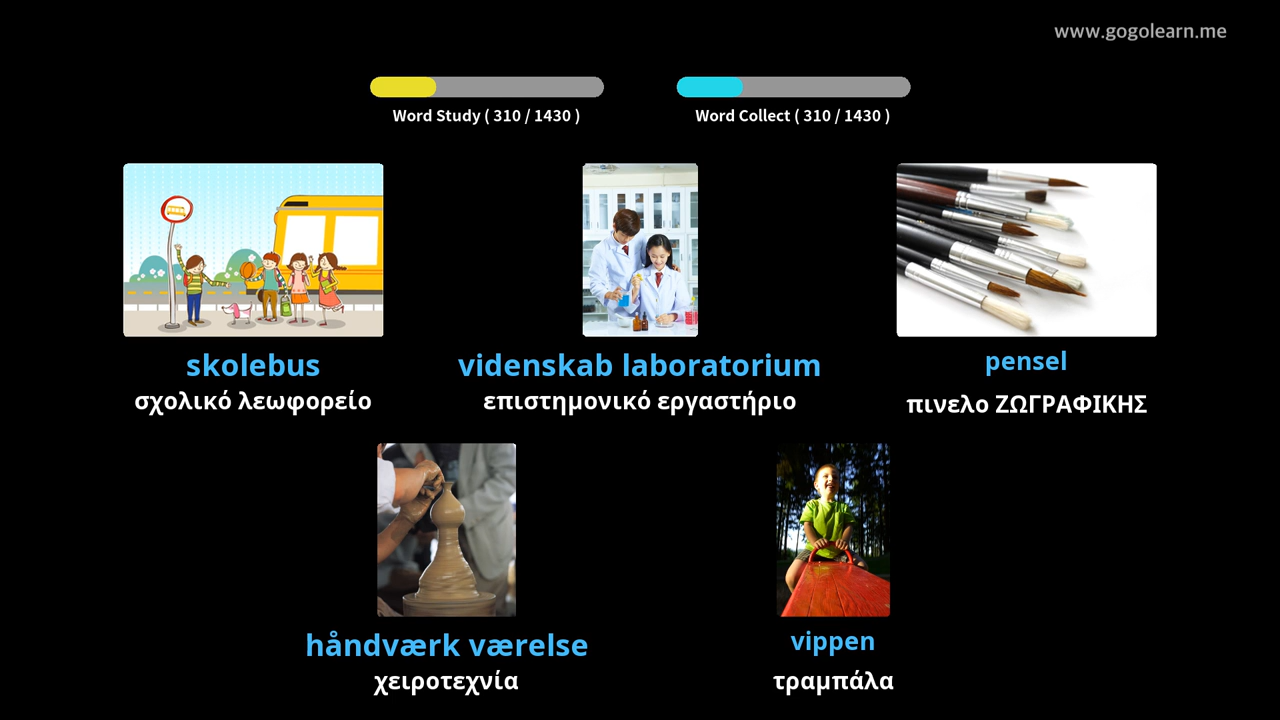 www.gogolearn.me
Word Study ( 310 / 1430 )
Word Collect ( 310 / 1430 )
skolebus
σχολικό λεωφορείο
videnskab laboratorium
επιστημονικό εργαστήριο
pensel
πινελο ΖΩΓΡΑΦΙΚΗΣ
håndværk værelse
χειροτεχνία
vippen
τραμπάλα